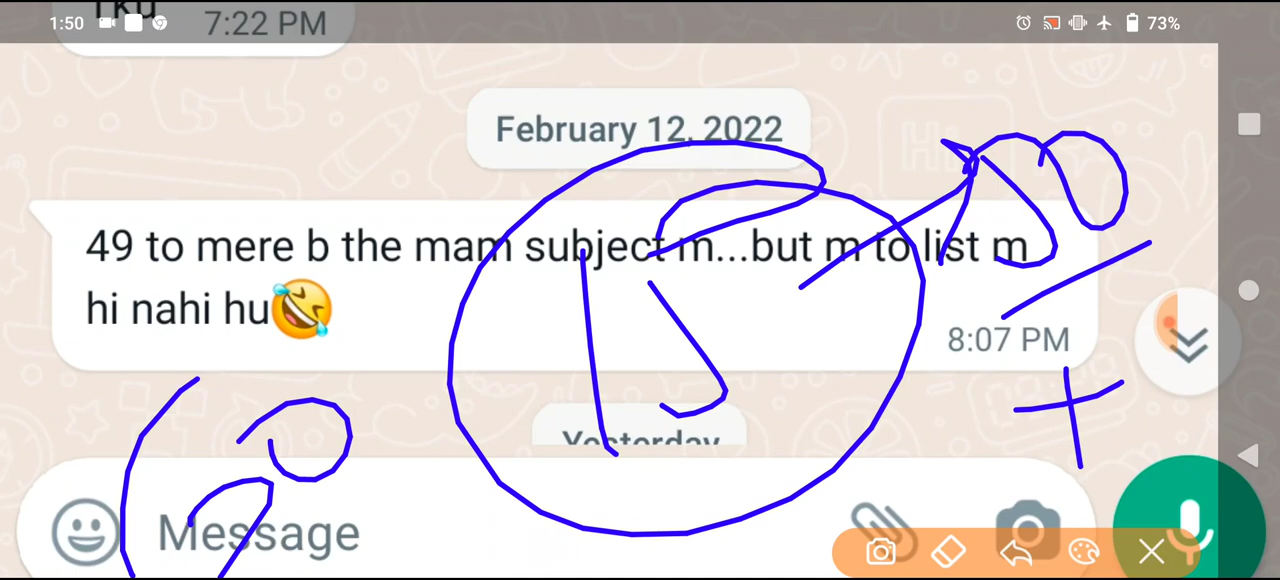 1:50 73%
7:22 PM
February 12, 2022
49 to mere b the mam subject m...but m to list m
hi nahi hu🤣
8:07 PM
Yesterday
Message